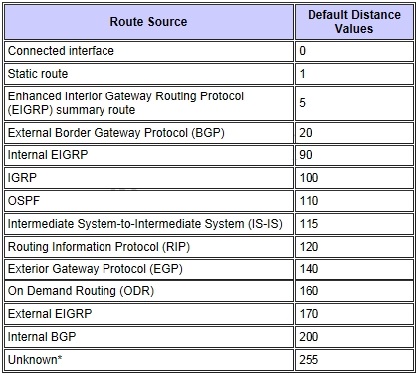 Route Source Default Distance
Values
Connected interface 0
Static route 1
Enhanced Interior Gateway Routing Protocol
(EIGRP) summary route 5
External Border Gateway Protocol (BGP) 20
Internal EIGRP 90
IGRP 100
OSPF 110
Intermediate System-to-Intermediate System (IS-IS) 115
Routing Information Protocol (RIP) 120
Exterior Gateway Protocol (EGP) 140
On Demand Routing (ODR) 160
External EIGRP 170
Internal BGP 200
Unknown* 255